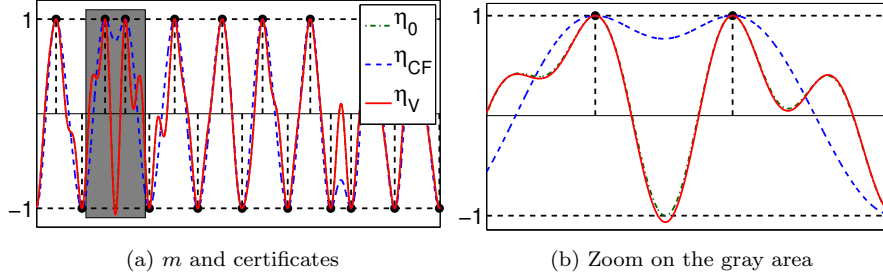 1
η0
ηCF
ηV
−1
1
−1
(a) m and certificates
(b) Zoom on the gray area